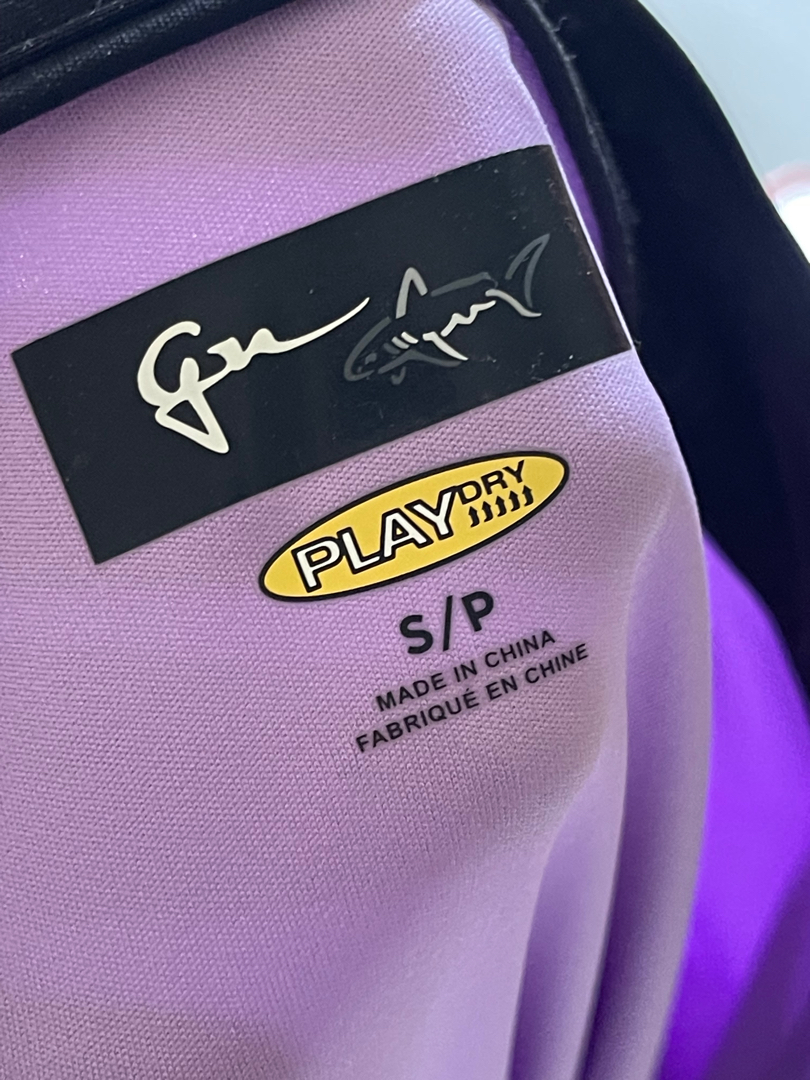 PLAYDRY
S/P
MADE IN CHINA
FABRIQUÉ EN CHINE